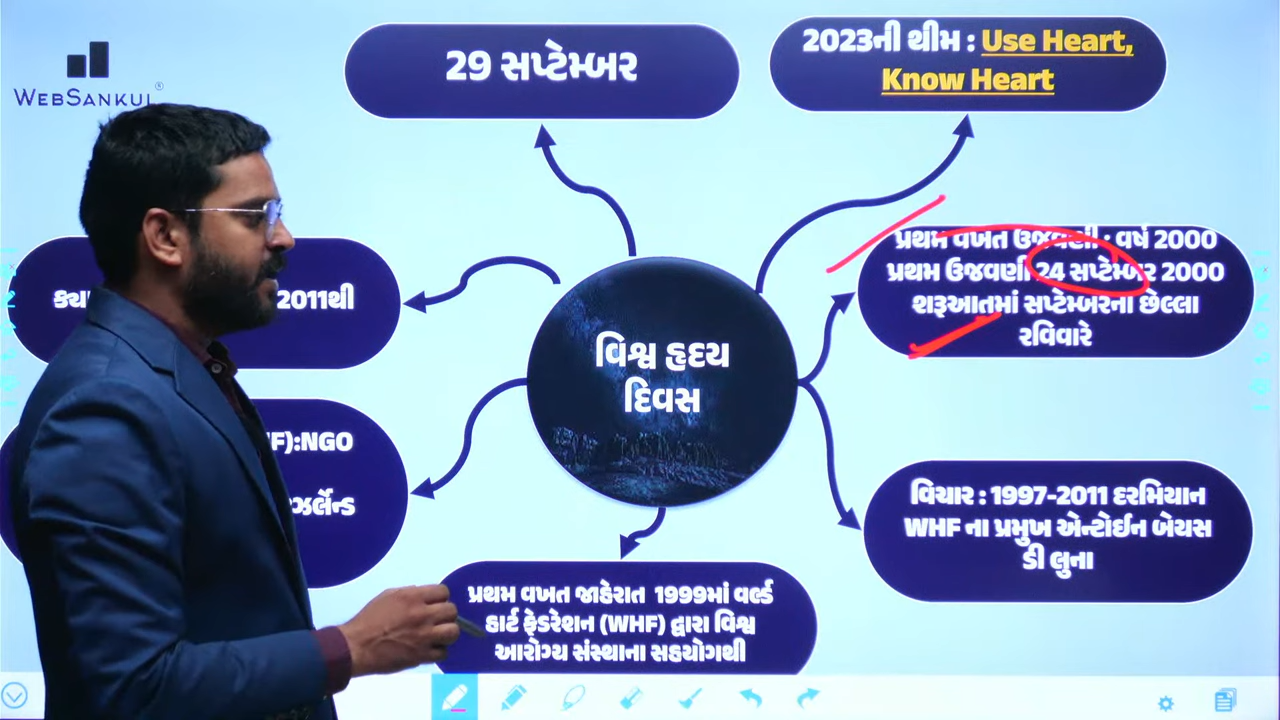 WEBSANKUL®
29 સપ્ટેમ્બર
2023ની થીમ : Use Heart,
Know Heart
પ્રથમ વખત ઉજવણી : વર્ષ 2000
પ્રથમ ઉજવણી 24 સપ્ટેમ્બર 2000
શરૂઆતમાં સપ્ટેમ્બરના છેલ્લા
રવિવારે
2011થી
વિશ્વ હૃદય
દિવસ
F):NGO
વિચાર : 1997-2011 દરમિયાન
WHF ના પ્રમુખ એન્ટોઈન બેયસ
ડી લુના
પ્રથમ વખત જાહેરાત 1999માં વર્લ્ડ
હાર્ટ ફેડરેશન (WHF) દ્વારા વિશ્વ
આરોગ્ય સંસ્થાના સહયોગથી